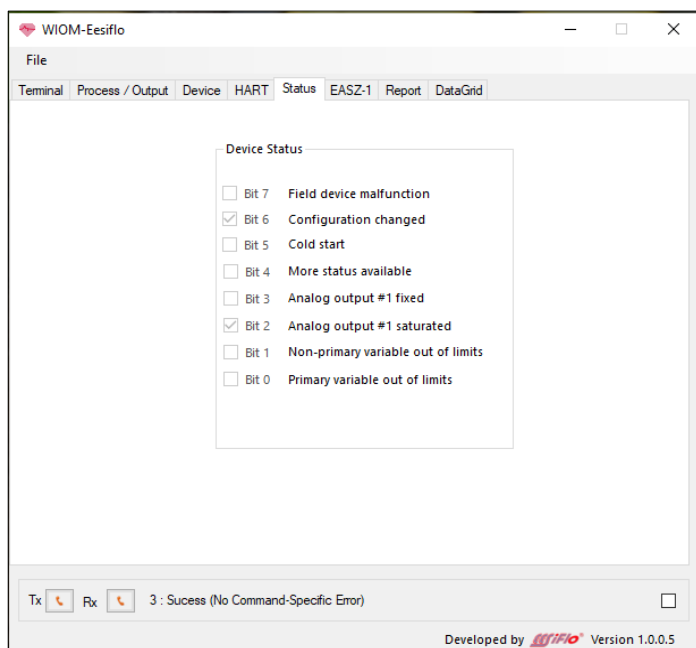 WIOM-Eesiflo
File
Terminal Process / Output Device HART Status EASZ-1 Report DataGrid
Device Status
Bit 7 Field device malfunction
Bit 6 Configuration changed
Bit 5 Cold start
Bit 4 More status available
Bit 3 Analog output #1 fixed
Bit 2 Analog output #1 saturated
Bit 1 Non-primary variable out of limits
Bit 0 Primary variable out of limits
Tx Rx 3 : Sucess (No Command-Specific Error)
Developed by Version 1.0.0.5